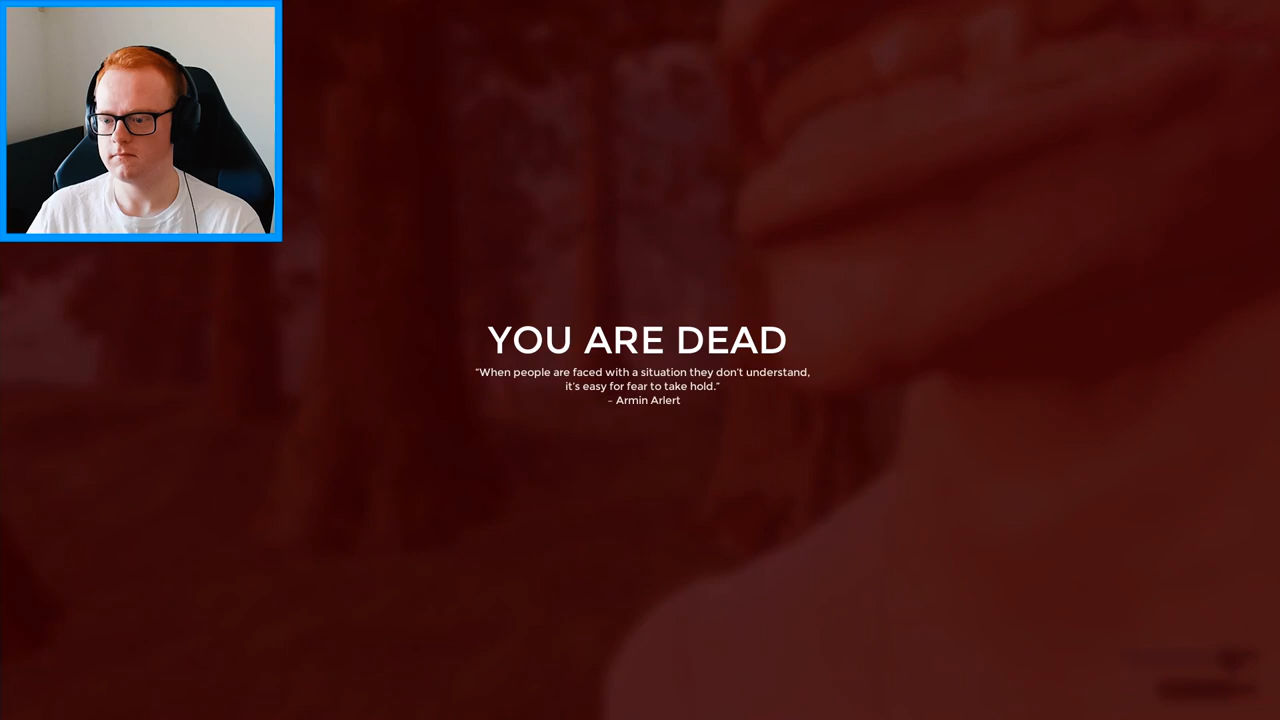 YOU ARE DEAD
"When people are faced with a situation they don't understand,
it's easy for fear to take hold."
- Armin Arlert